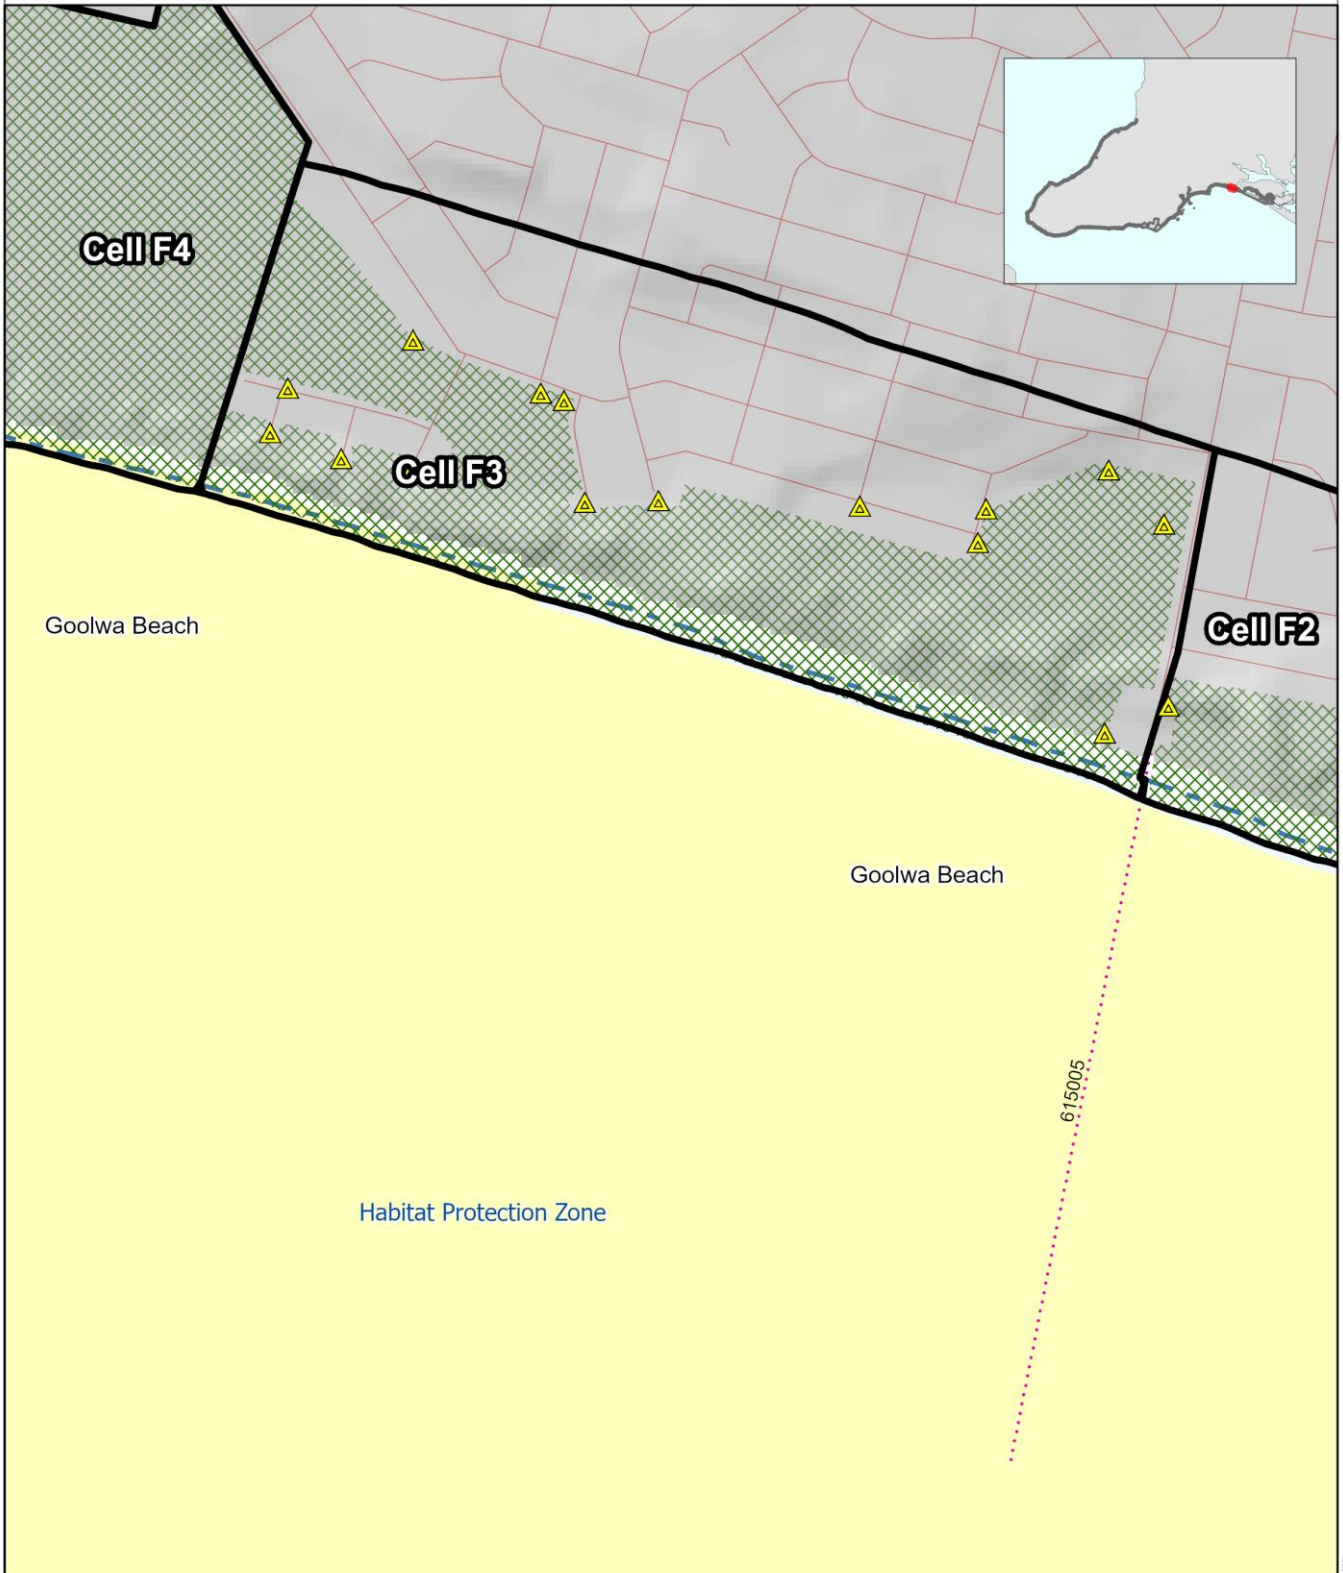 Cell F4
Cell F3
Cell F2
Goolwa Beach
Goolwa Beach
615005
Habitat Protection Zone